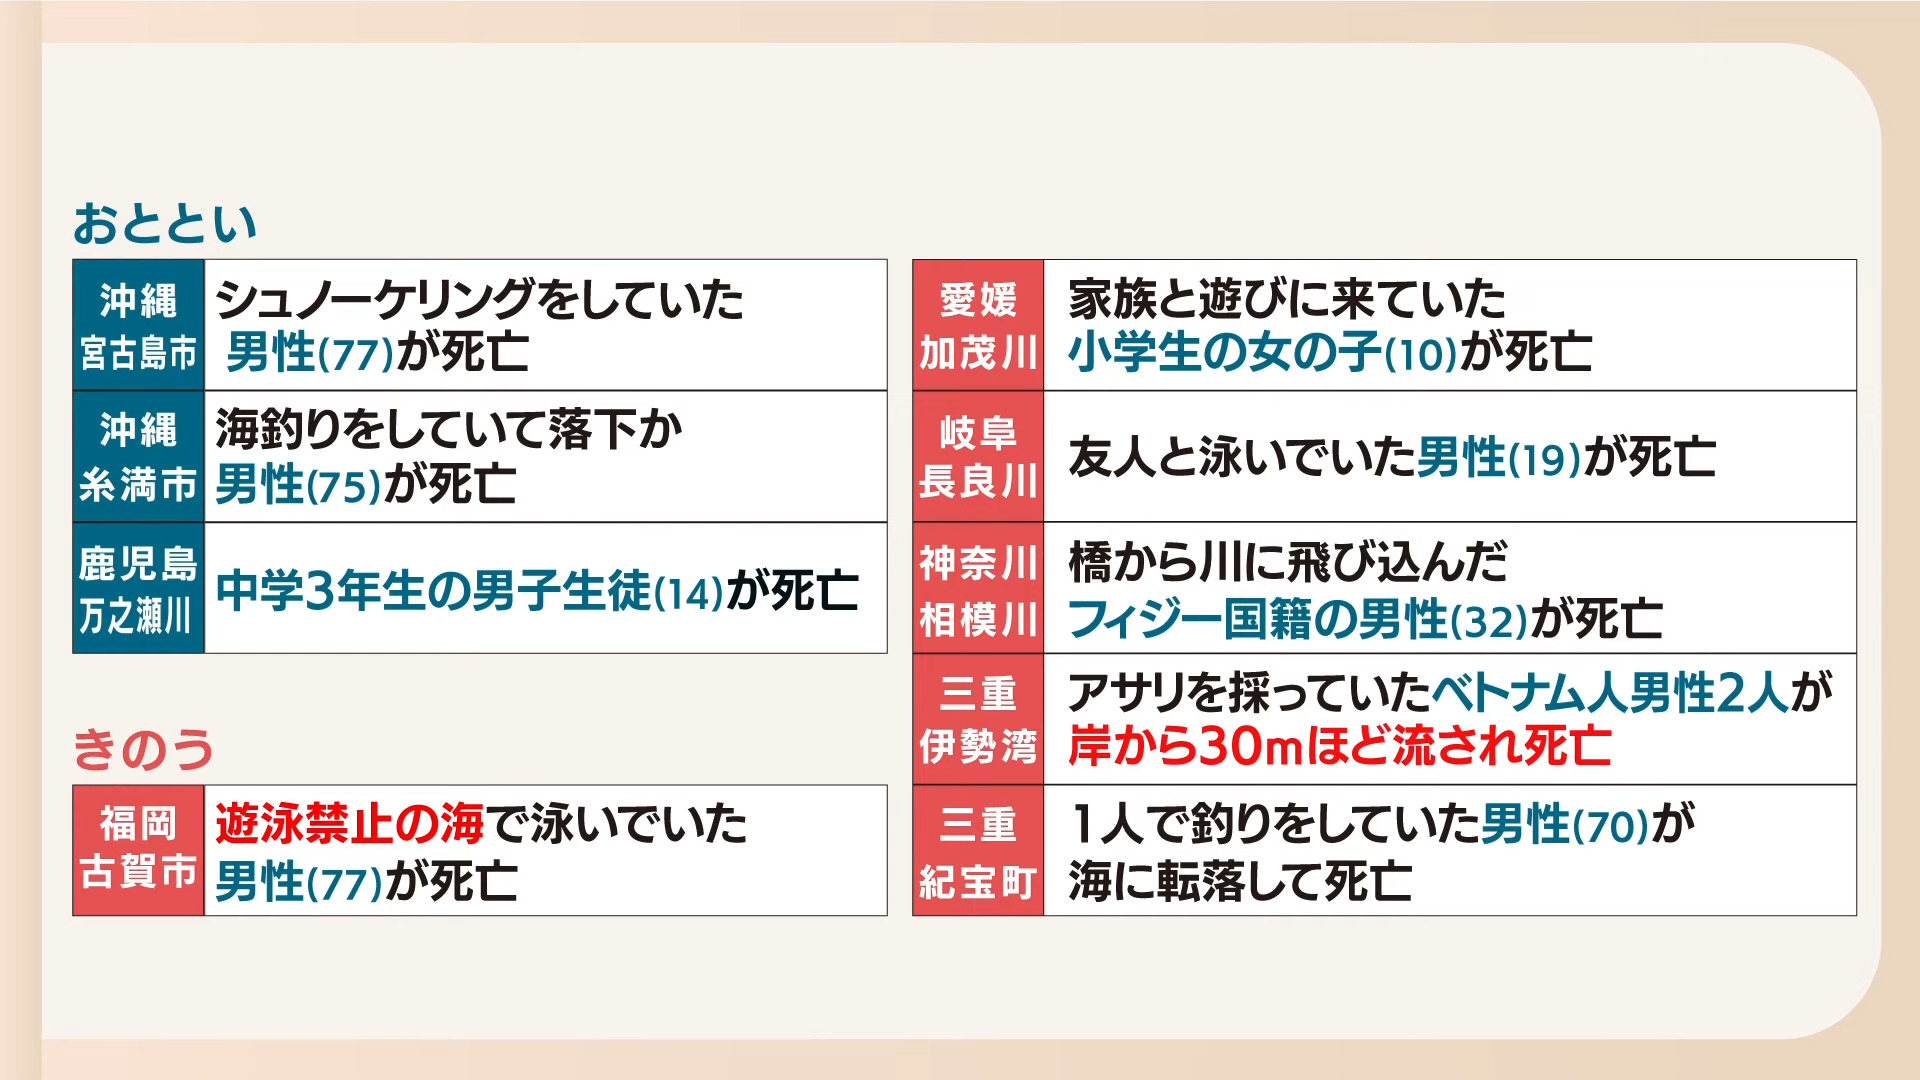 おととい
沖縄
宮古島市
シュノーケリングをしていた
男性(77)が死亡
沖縄
糸満市
海釣りをしていて落下か
男性(75)が死亡
鹿児島
万之瀬川
中学3年生の男子生徒(14)が死亡
きのう
福岡
古賀市
遊泳禁止の海で泳いでいた
男性(77)が死亡
愛媛
加茂川
家族と遊びに来ていた
小学生の女の子(10)が死亡
岐阜
長良川
友人と泳いでいた男性(19)が死亡
神奈川
相模川
橋から川に飛び込んだ
フィジー国籍の男性(32)が死亡
三重
伊勢湾
アサリを採っていたベトナム人男性2人が
岸から30mほど流され死亡
三重
紀宝町
1人で釣りをしていた男性(70)が
海に転落して死亡